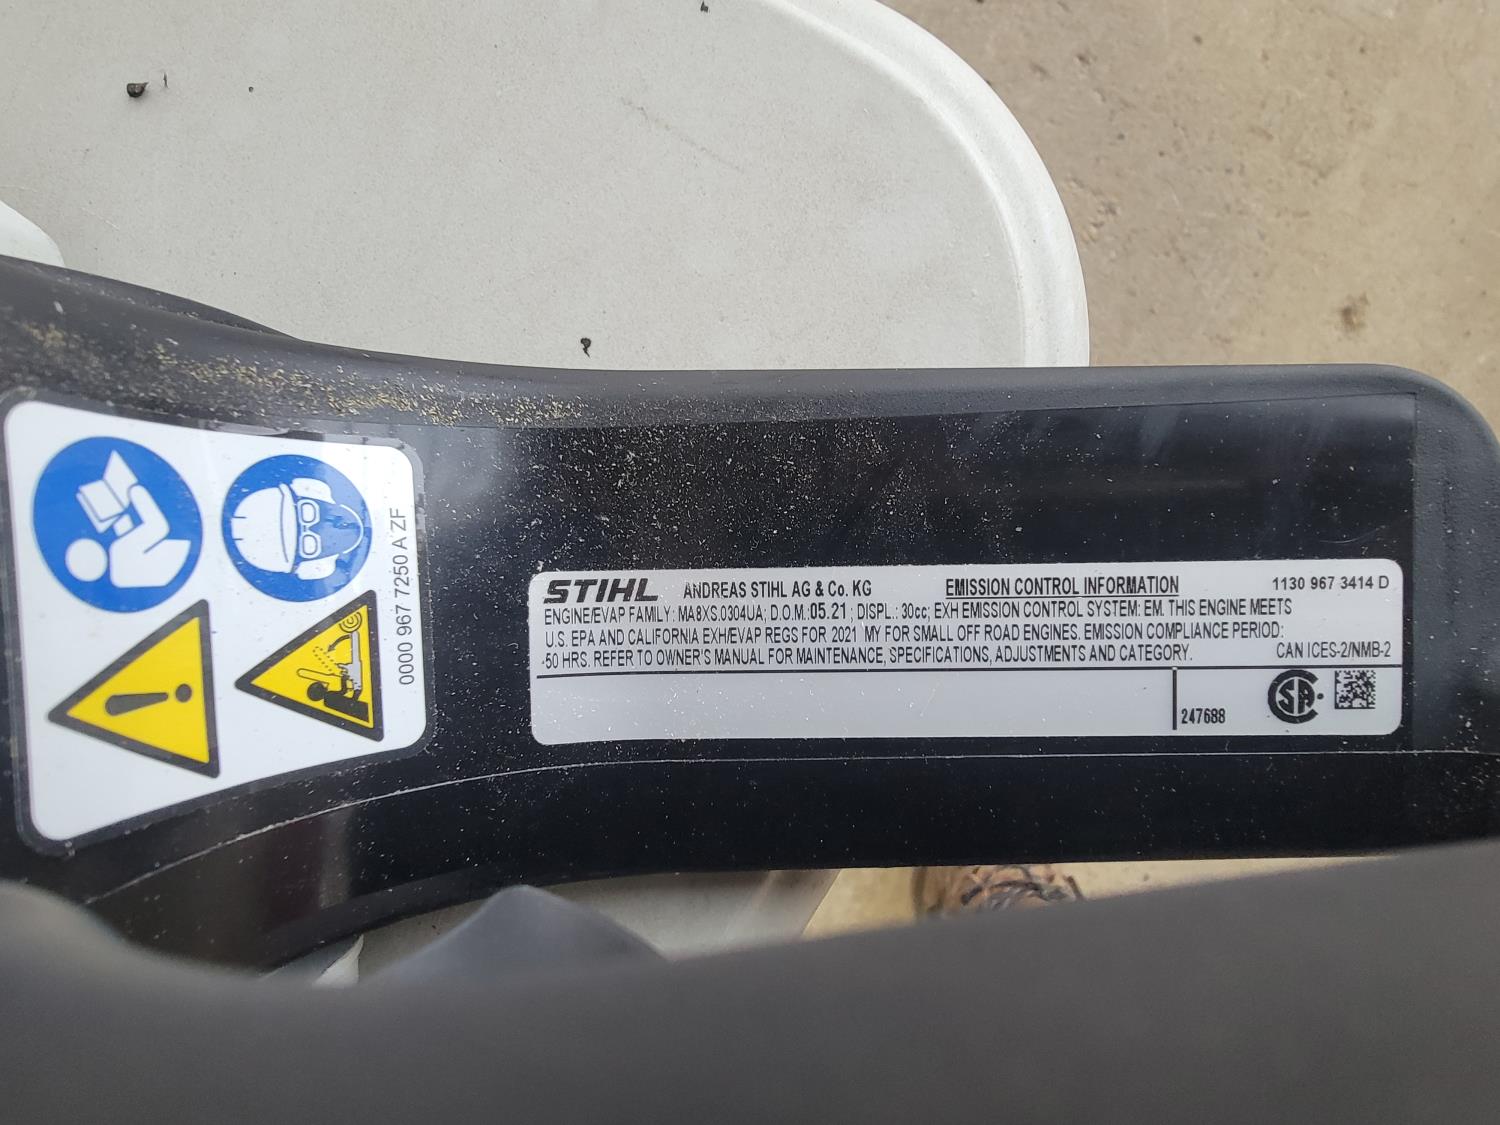 0000 967 7250 A ZF
STIHL ANDREAS STIHL AG & Co. KG EMISSION CONTROL INFORMATION 1130 967 3414 D
ENGINE/EVAP FAMILY: MA8XS.0304UA; D.O.M.:05.21; DISPL.: 30cc; EXH EMISSION CONTROL SYSTEM: EM. THIS ENGINE MEETS
U.S. EPA AND CALIFORNIA EXH/EVAP REGS FOR 2021 MY FOR SMALL OFF ROAD ENGINES. EMISSION COMPLIANCE PERIOD:
-50 HRS. REFER TO OWNER'S MANUAL FOR MAINTENANCE, SPECIFICATIONS, ADJUSTMENTS AND CATEGORY. CAN ICES-2/NMB-2
247688 CSA